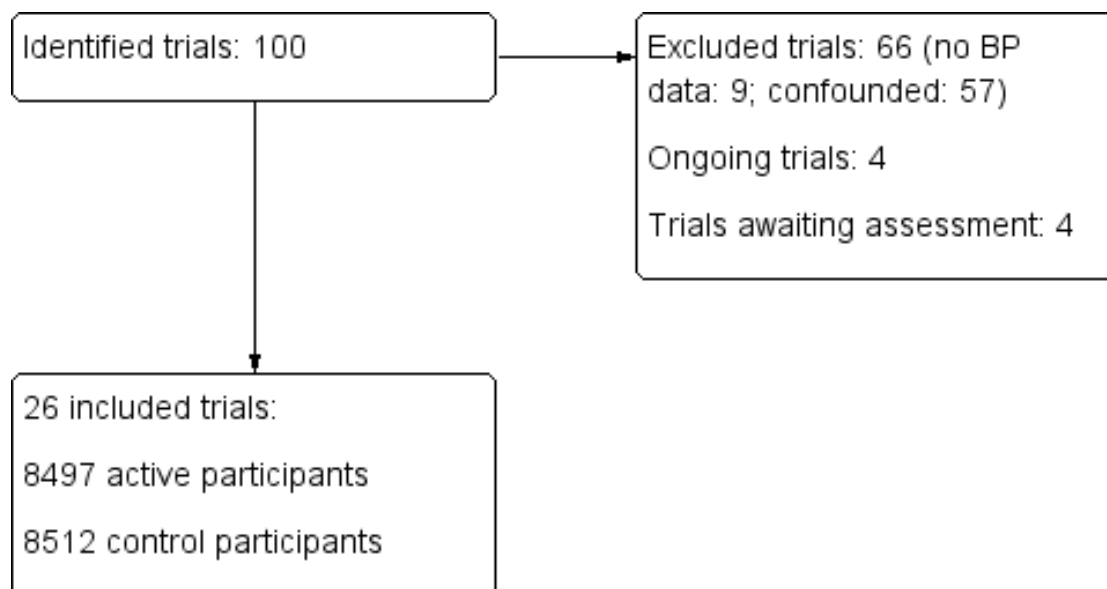 Identified trials: 100
Excluded trials: 66 (no BP
data: 9; confounded: 57)
Ongoing trials: 4
Trials awaiting assessment: 4
26 included trials:
8497 active participants
8512 control participants